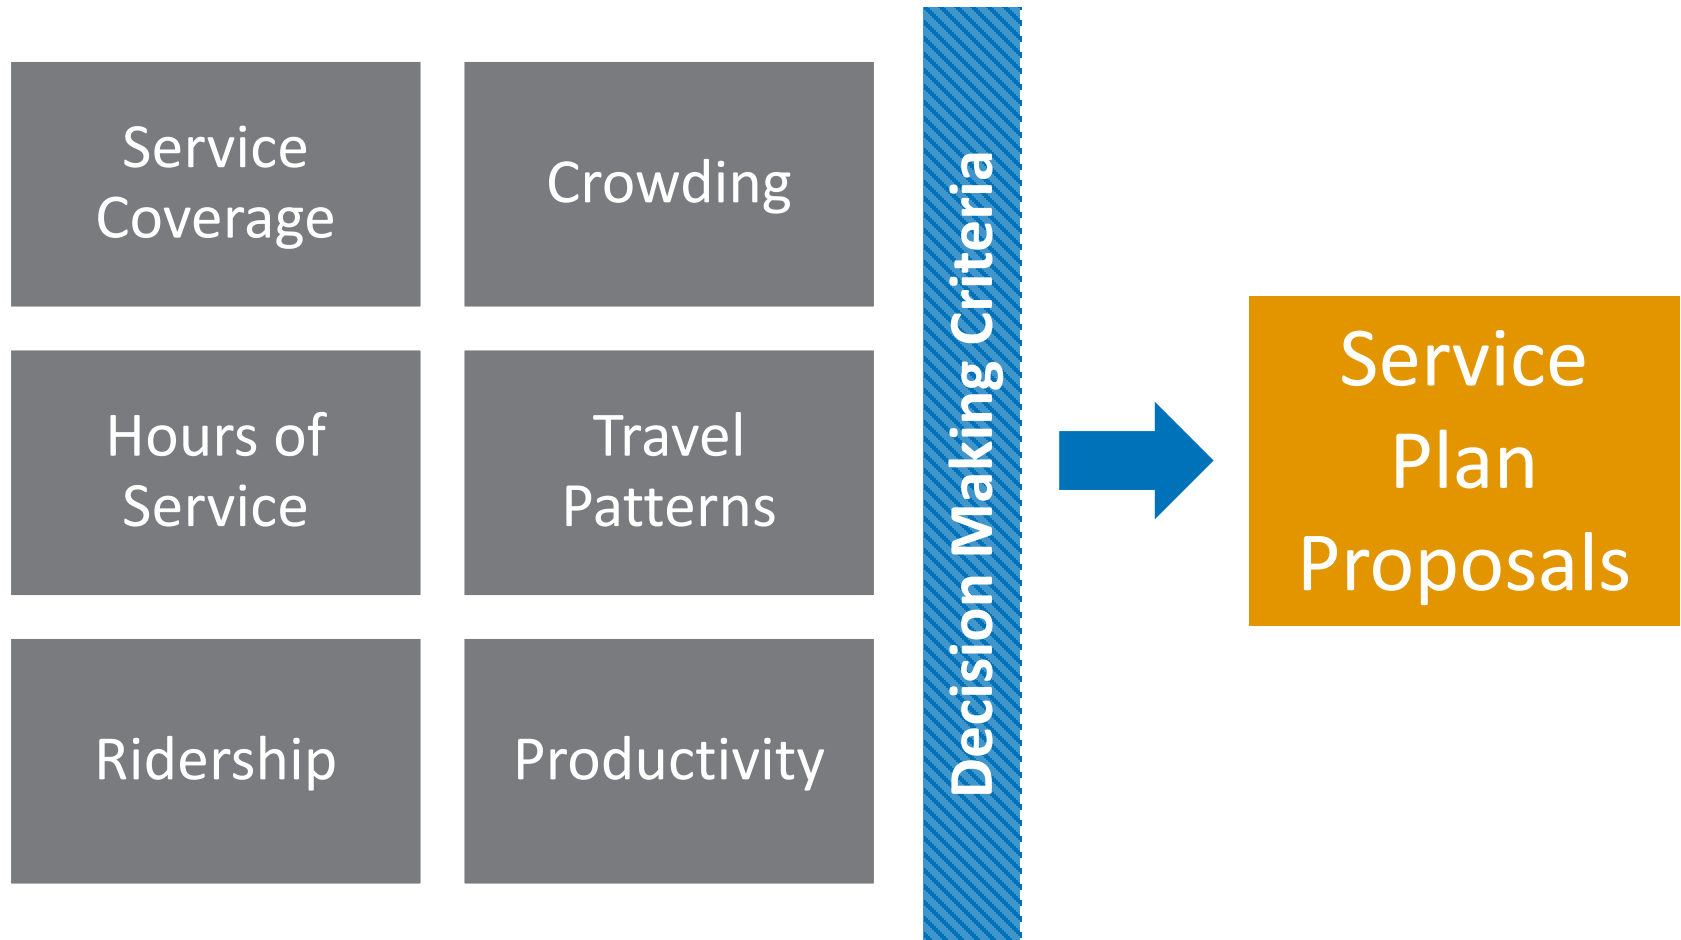 Service
Coverage
Crowding
Hours of
Service
Travel
Patterns
Ridership
Productivity
Decision Making Criteria
Service
Plan
Proposals